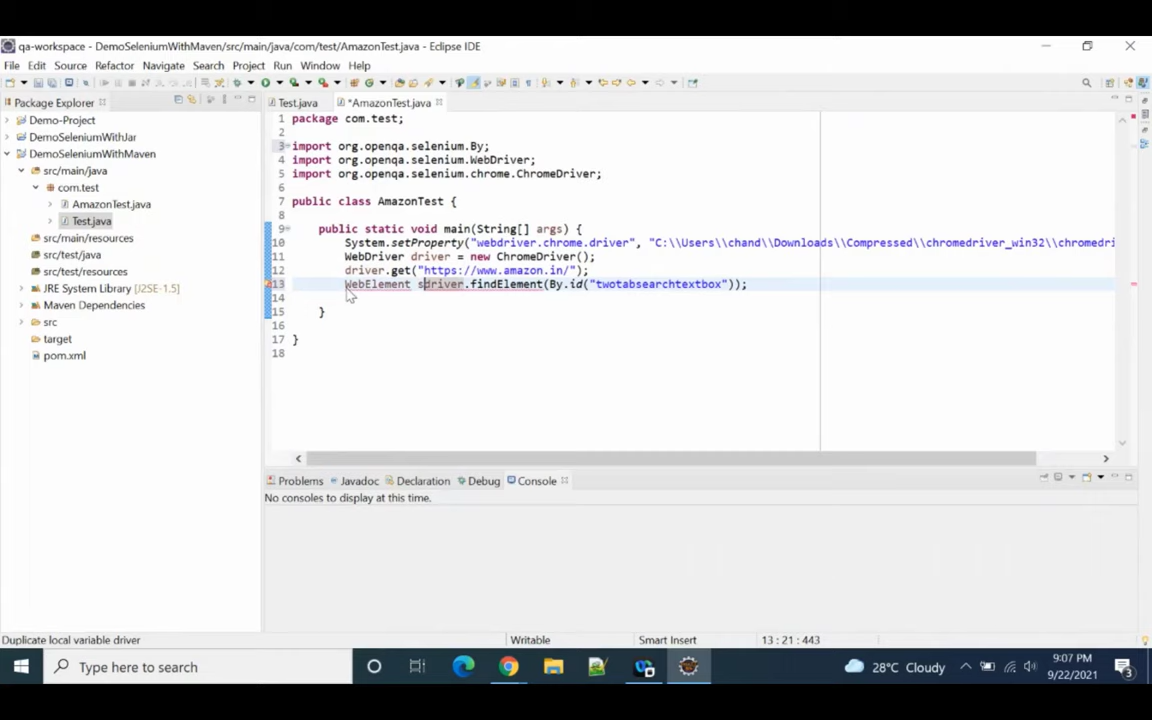 qa-workspace - DemoSeleniumWithMaven/src/main/java/com/test/AmazonTest.java - Eclipse IDE
File Edit Source Refactor Navigate Search Project Run Window Help
Package Explorer
Test.java
*AmazonTest.java
Demo-Project
DemoSeleniumWithJar
DemoSeleniumWithMaven
src/main/java
com.test
AmazonTest.java
Test.java
src/main/resources
src/test/java
src/test/resources
JRE System Library [J2SE-1.5]
Maven Dependencies
src
target
pom.xml
1 package com.test;
2
3 import org.openqa.selenium.By;
4 import org.openqa.selenium.WebDriver;
5 import org.openqa.selenium.chrome.ChromeDriver;
6
7 public class AmazonTest {
8
9 public static void main(String[] args) {
10 System.setProperty("webdriver.chrome.driver", "C:\\Users\\chand\\Downloads\\Compressed\\chromedriver_win32\\chromedri
11 WebDriver driver = new ChromeDriver();
12 driver.get("https://www.amazon.in/");
13 WebElement sdriver.findElement(By.id("twotabsearchtextbox"));
14
15 }
16
17 }
18
Problems Javadoc Declaration Debug Console
No consoles to display at this time.
Duplicate local variable driver
Writable
Smart Insert
13 : 21 : 443
Type here to search
28°C Cloudy
9:07 PM
9/22/2021
3